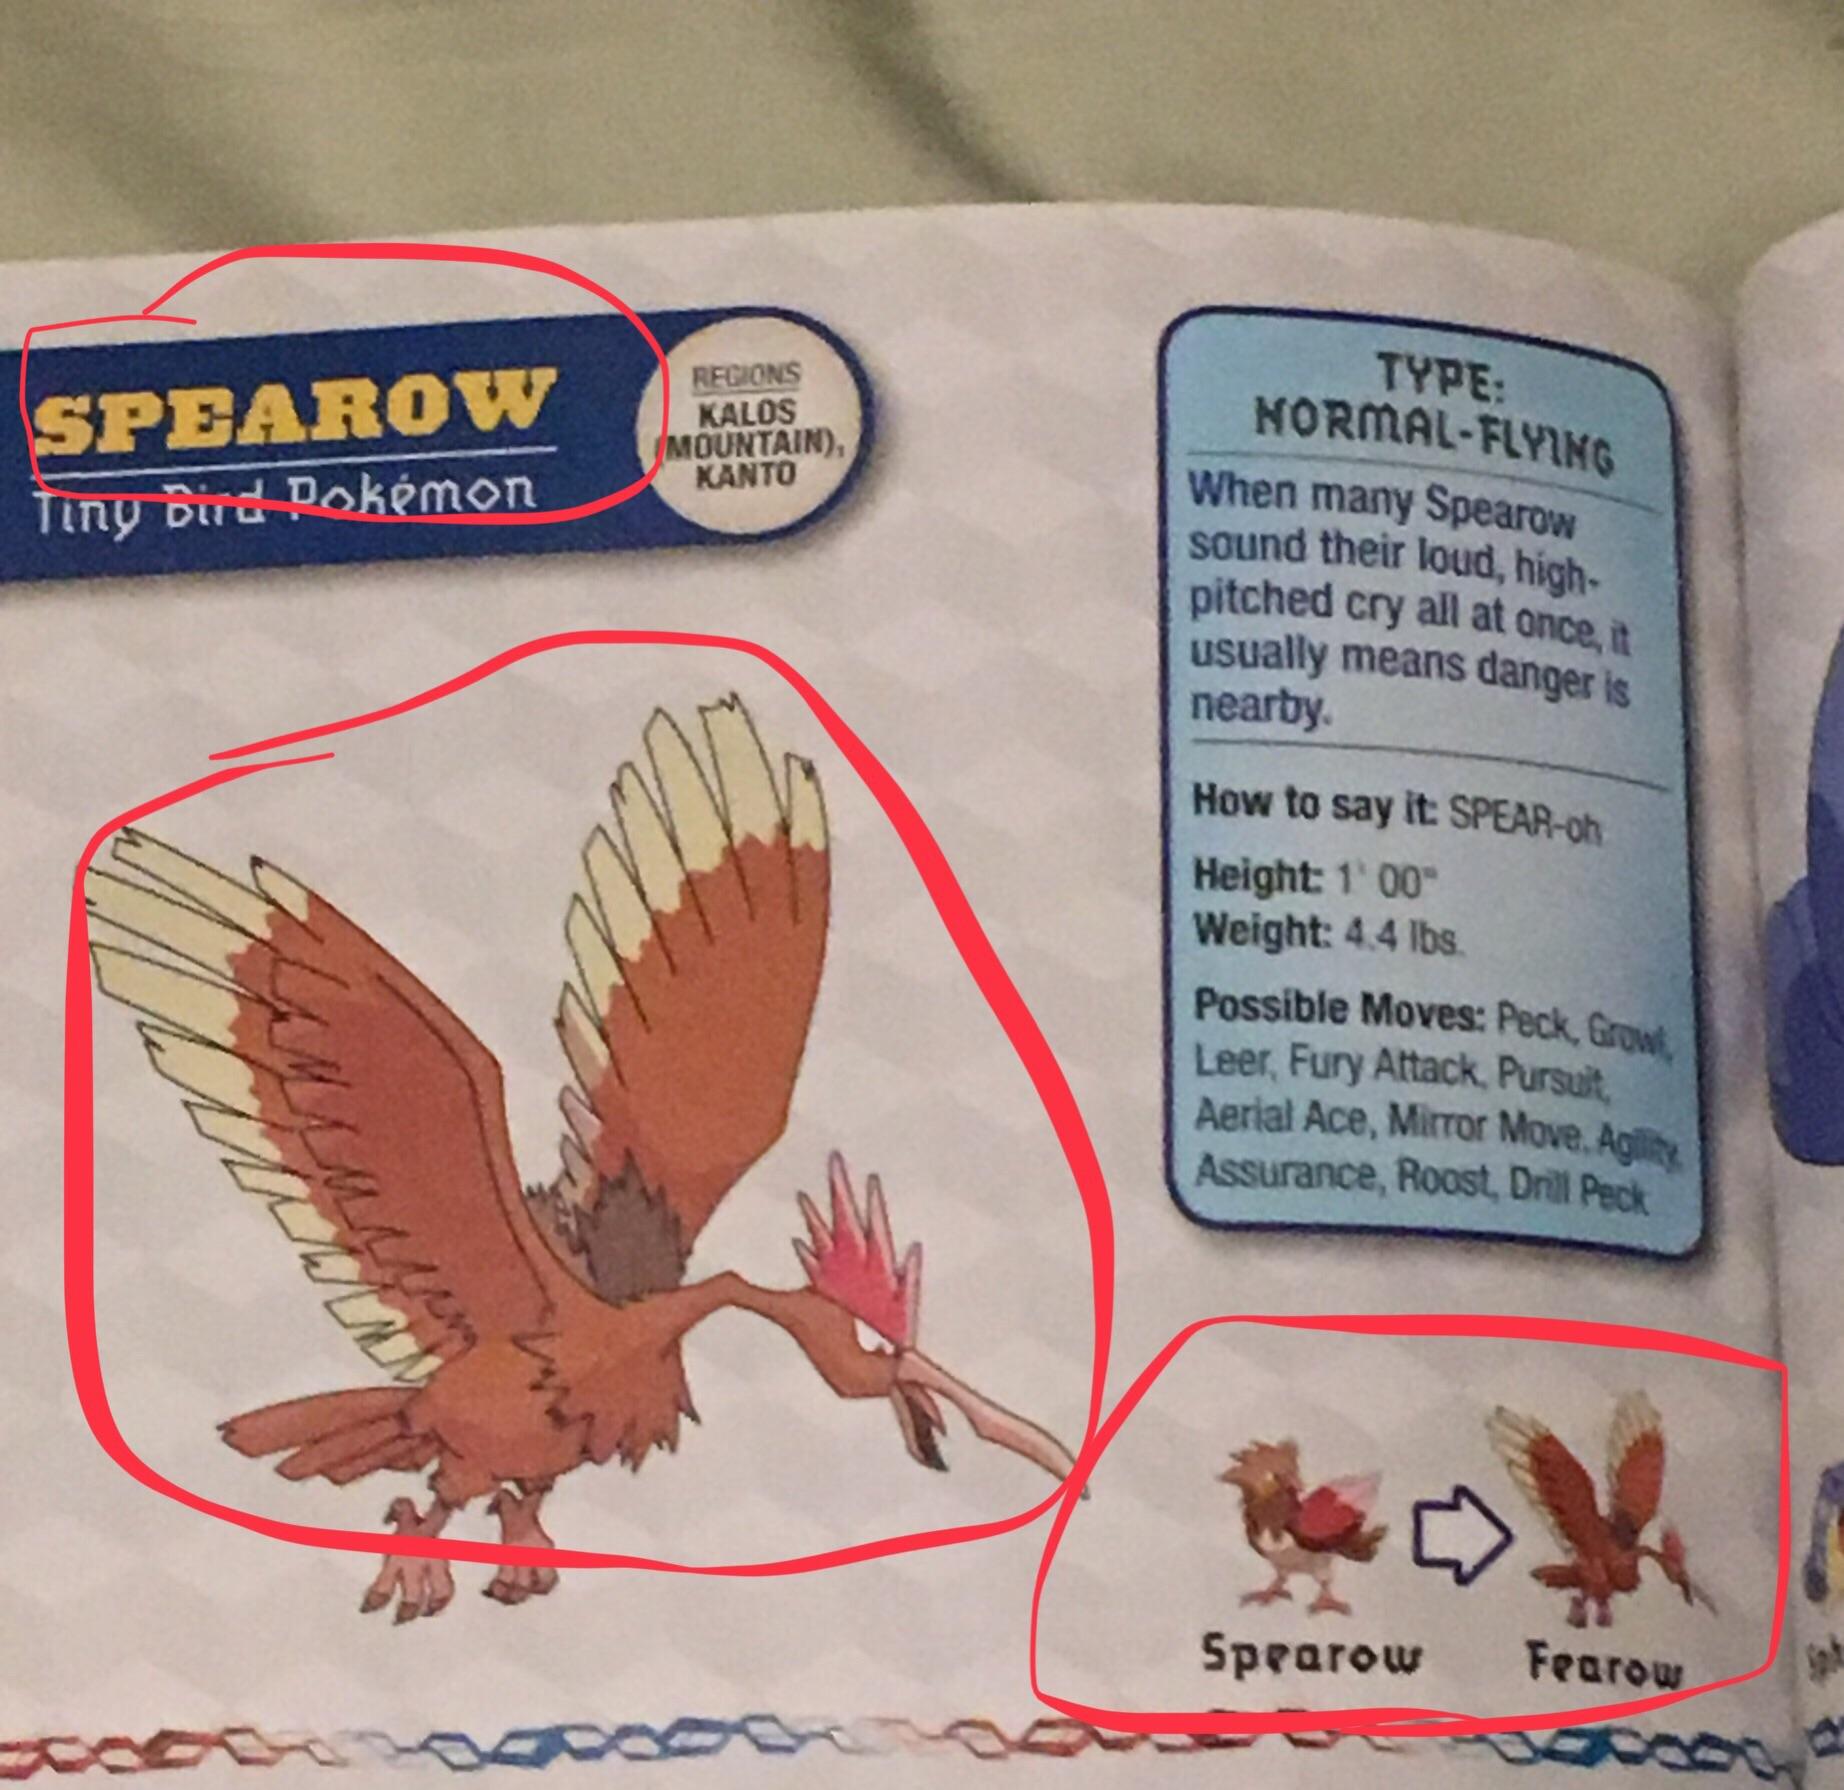 SPEAROW
Tiny Bird Pokémon
REGIONS
KALOS
(MOUNTAIN),
KANTO
TYPE:
NORMAL-FLYING
When many Spearow
sound their loud, high-
pitched cry all at once, it
usually means danger is
nearby.
How to say it: SPEAR-oh
Height: 1' 00"
Weight: 4.4 lbs.
Possible Moves: Peck, Growl,
Leer, Fury Attack, Pursuit,
Aerial Ace, Mirror Move, Agility,
Assurance, Roost, Drill Peck
Spearow
Fearow